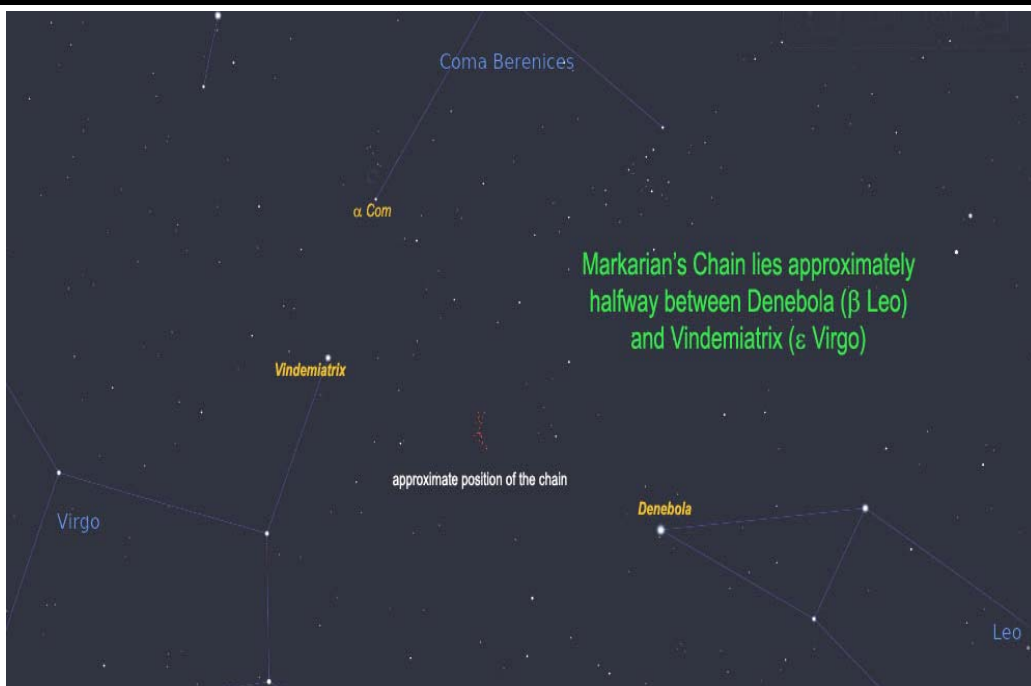 Coma Berenices
α Com
Markarian's Chain lies approximately
halfway between Denebola (β Leo)
and Vindemiatrix (ε Virgo)
Vindemiatrix
approximate position of the chain
Denebola
Virgo
Leo